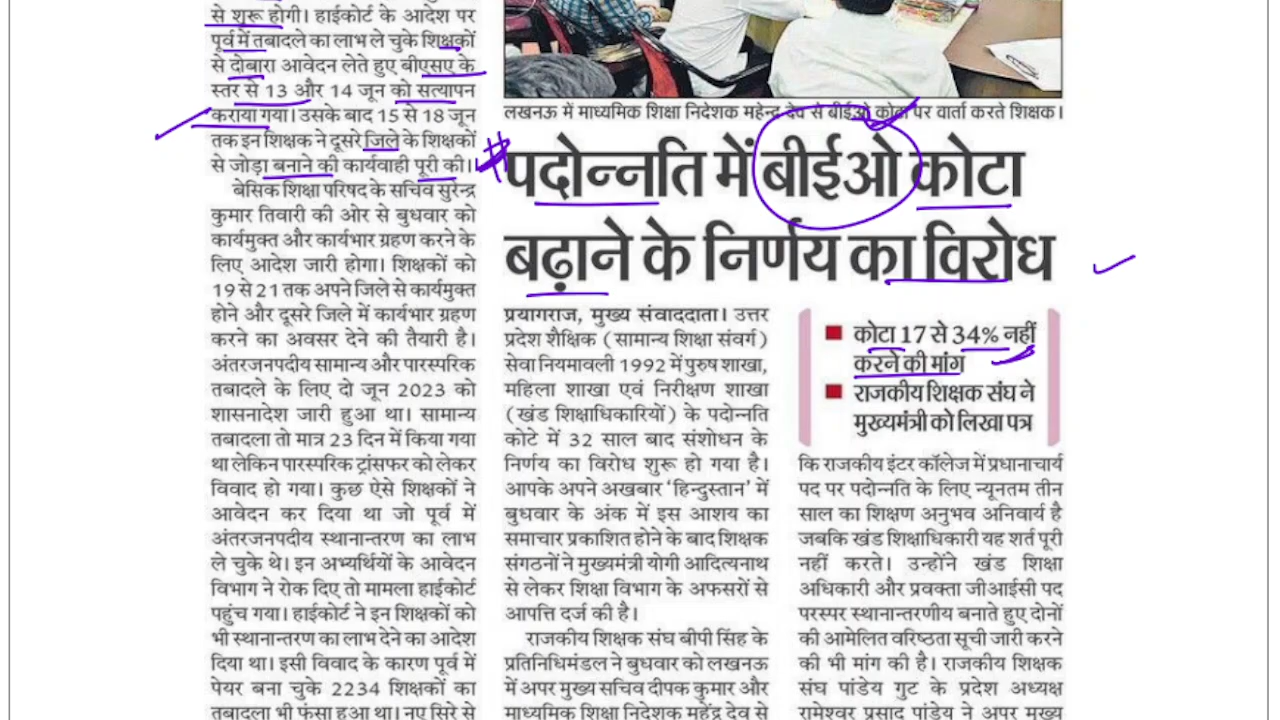 से शुरू होगी। हाईकोर्ट के आदेश पर
पूर्व में तबादले का लाभ ले चुके शिक्षकों
से दोबारा आवेदन लेते हुए बीएसए के
स्तर से 13 और 14 जून को सत्यापन
कराया गया। उसके बाद 15 से 18 जून
तक इन शिक्षक ने दूसरे जिले के शिक्षकों
से जोड़ा बनाने की कार्यवाही पूरी की।
बेसिक शिक्षा परिषद के सचिव सुरेन्द्र
कुमार तिवारी की ओर से बुधवार को
कार्यमुक्त और कार्यभार ग्रहण करने के
लिए आदेश जारी होगा। शिक्षकों को
19 से 21 तक अपने जिले से कार्यमुक्त
होने और दूसरे जिले में कार्यभार ग्रहण
करने का अवसर देने की तैयारी है।
अंतरजनपदीय सामान्य और पारस्परिक
तबादले के लिए दो जून 2023 को
शासनादेश जारी हुआ था। सामान्य
तबादला तो मात्र 23 दिन में किया गया
था लेकिन पारस्परिक ट्रांसफर को लेकर
विवाद हो गया। कुछ ऐसे शिक्षकों ने
आवेदन कर दिया था जो पूर्व में
अंतरजनपदीय स्थानान्तरण का लाभ
ले चुके थे। इन अभ्यर्थियों के आवेदन
विभाग ने रोक दिए तो मामला हाईकोर्ट
पहुंच गया। हाईकोर्ट ने इन शिक्षकों को
भी स्थानान्तरण का लाभ देने का आदेश
दिया था। इसी विवाद के कारण पूर्व में
पेयर बना चुके 2234 शिक्षकों का
तबादला भी फंसा हुआ था। नए सिरे से
लखनऊ में माध्यमिक शिक्षा निदेशक महेन्द्र देव से बीईओ कोटा पर वार्ता करते शिक्षक।
पदोन्नति में बीईओ कोटा
बढ़ाने के निर्णय का विरोध
प्रयागराज, मुख्य संवाददाता। उत्तर
प्रदेश शैक्षिक (सामान्य शिक्षा संवर्ग)
सेवा नियमावली 1992 में पुरुष शाखा,
महिला शाखा एवं निरीक्षण शाखा
(खंड शिक्षाधिकारियों) के पदोन्नति
कोटे में 32 साल बाद संशोधन के
निर्णय का विरोध शुरू हो गया है।
आपके अपने अखबार 'हिन्दुस्तान' में
बुधवार के अंक में इस आशय का
समाचार प्रकाशित होने के बाद शिक्षक
संगठनों ने मुख्यमंत्री योगी आदित्यनाथ
से लेकर शिक्षा विभाग के अफसरों से
आपत्ति दर्ज की है।
राजकीय शिक्षक संघ बीपी सिंह के
प्रतिनिधिमंडल ने बुधवार को लखनऊ
में अपर मुख्य सचिव दीपक कुमार और
माध्यमिक शिक्षा निदेशक महेंद्र देव से
कोटा 17 से 34% नहीं
करने की मांग
राजकीय शिक्षक संघ ने
मुख्यमंत्री को लिखा पत्र
कि राजकीय इंटर कॉलेज में प्रधानाचार्य
पद पर पदोन्नति के लिए न्यूनतम तीन
साल का शिक्षण अनुभव अनिवार्य है
जबकि खंड शिक्षाधिकारी यह शर्त पूरी
नहीं करते। उन्होंने खंड शिक्षा
अधिकारी और प्रवक्ता जीआईसी पद
परस्पर स्थानान्तरणीय बनाते हुए दोनों
की आमेलित वरिष्ठता सूची जारी करने
की भी मांग की है। राजकीय शिक्षक
संघ पांडेय गुट के प्रदेश अध्यक्ष
रामेश्वर प्रसाद पांडेय ने अपर मुख्य